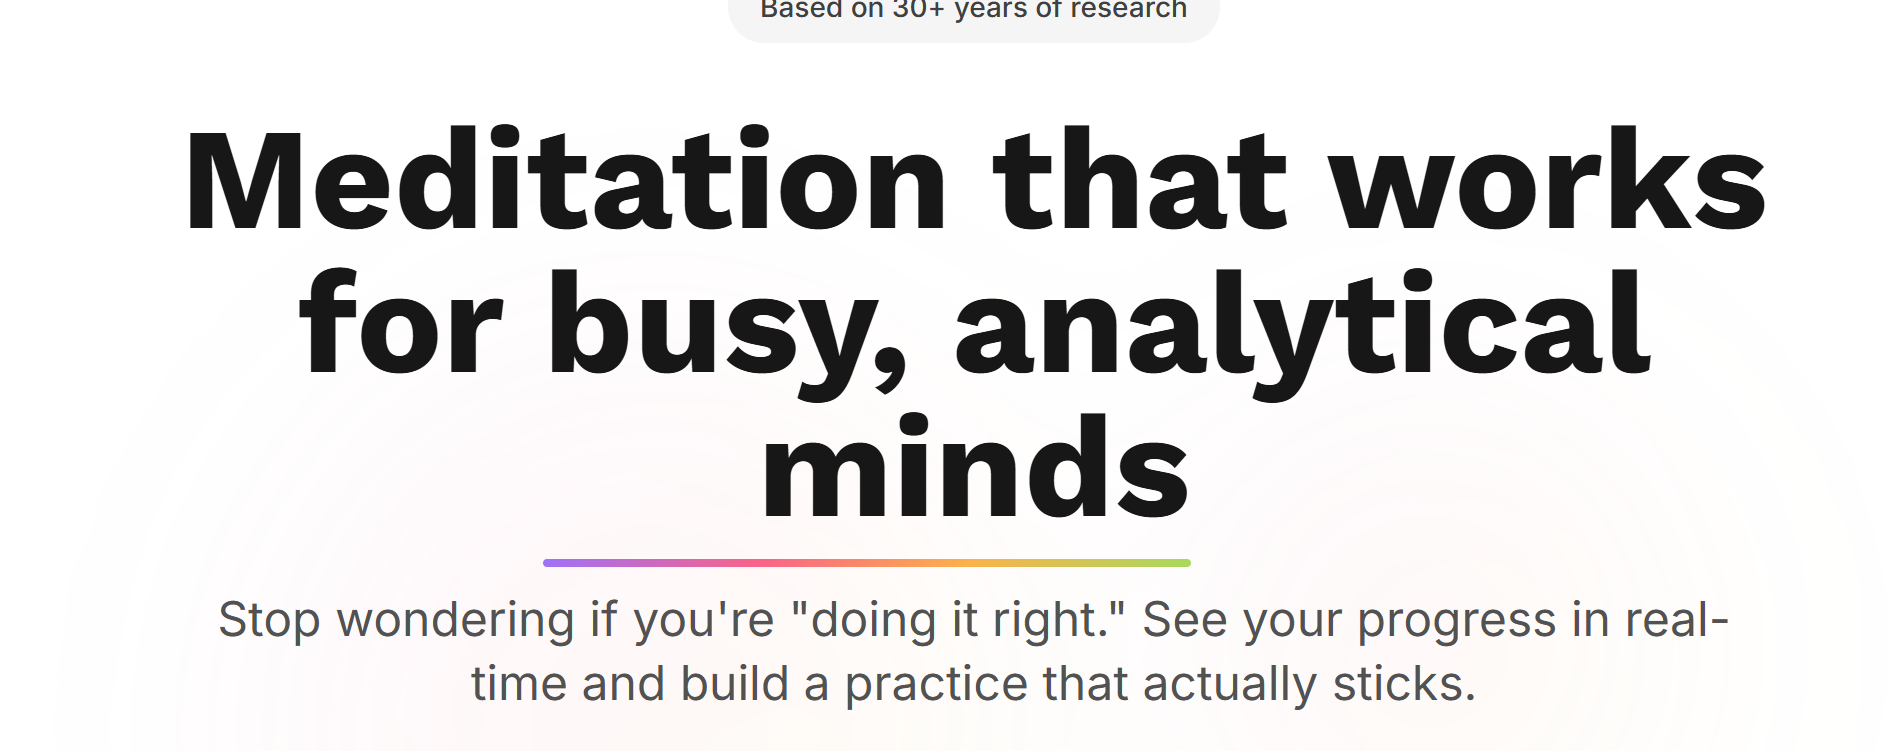 Based on 30+ years of research
Meditation that works
for busy, analytical
minds
Stop wondering if you're "doing it right." See your progress in real-
time and build a practice that actually sticks.